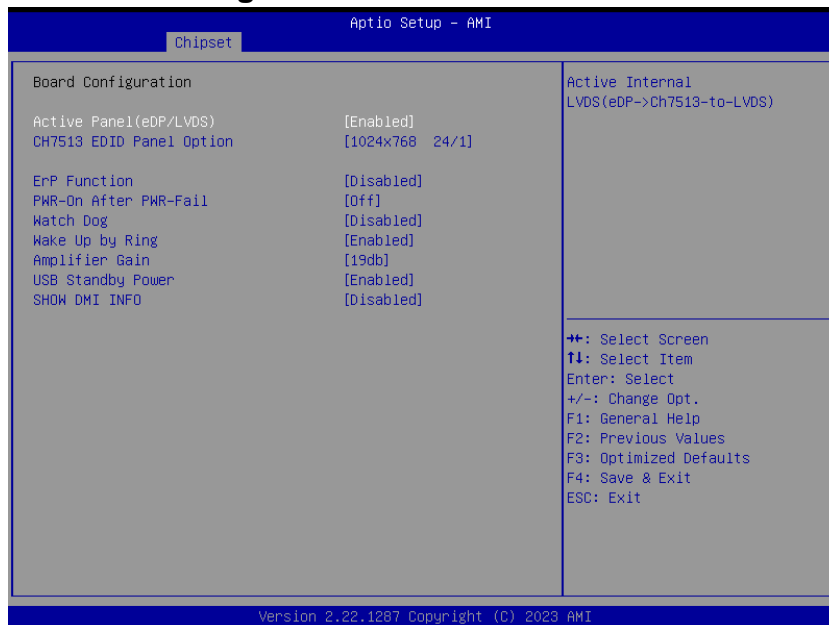 Aptio Setup – AMI
Chipset
Board Configuration
Active Panel(eDP/LVDS) [Enabled]
CH7513 EDID Panel Option [1024x768 24/1]
ErP Function [Disabled]
PWR-On After PWR-Fail [Off]
Watch Dog [Disabled]
Wake Up by Ring [Enabled]
Amplifier Gain [19db]
USB Standby Power [Enabled]
SHOW DMI INFO [Disabled]
Active Internal
LVDS(eDP->Ch7513-to-LVDS)
→←: Select Screen
↑↓: Select Item
Enter: Select
+/-: Change Opt.
F1: General Help
F2: Previous Values
F3: Optimized Defaults
F4: Save & Exit
ESC: Exit
Version 2.22.1287 Copyright (C) 2023 AMI